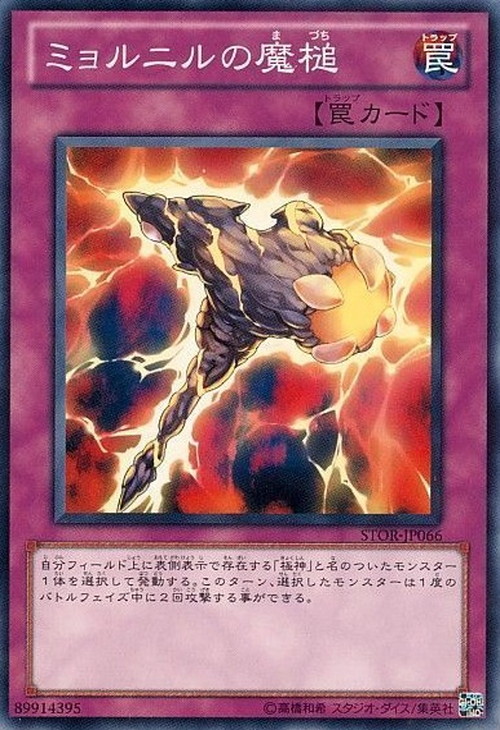 ミョルニルの魔槌
罠
【罠カード】
STOR-JP066
自分フィールド上に表側表示で存在する「極神」と名のついたモンスター
1体を選択して発動する。このターン、選択したモンスターは1度の
バトルフェイズ中に2回攻撃する事ができる。
89914395
©高橋和希 スタジオ・ダイス/集英社